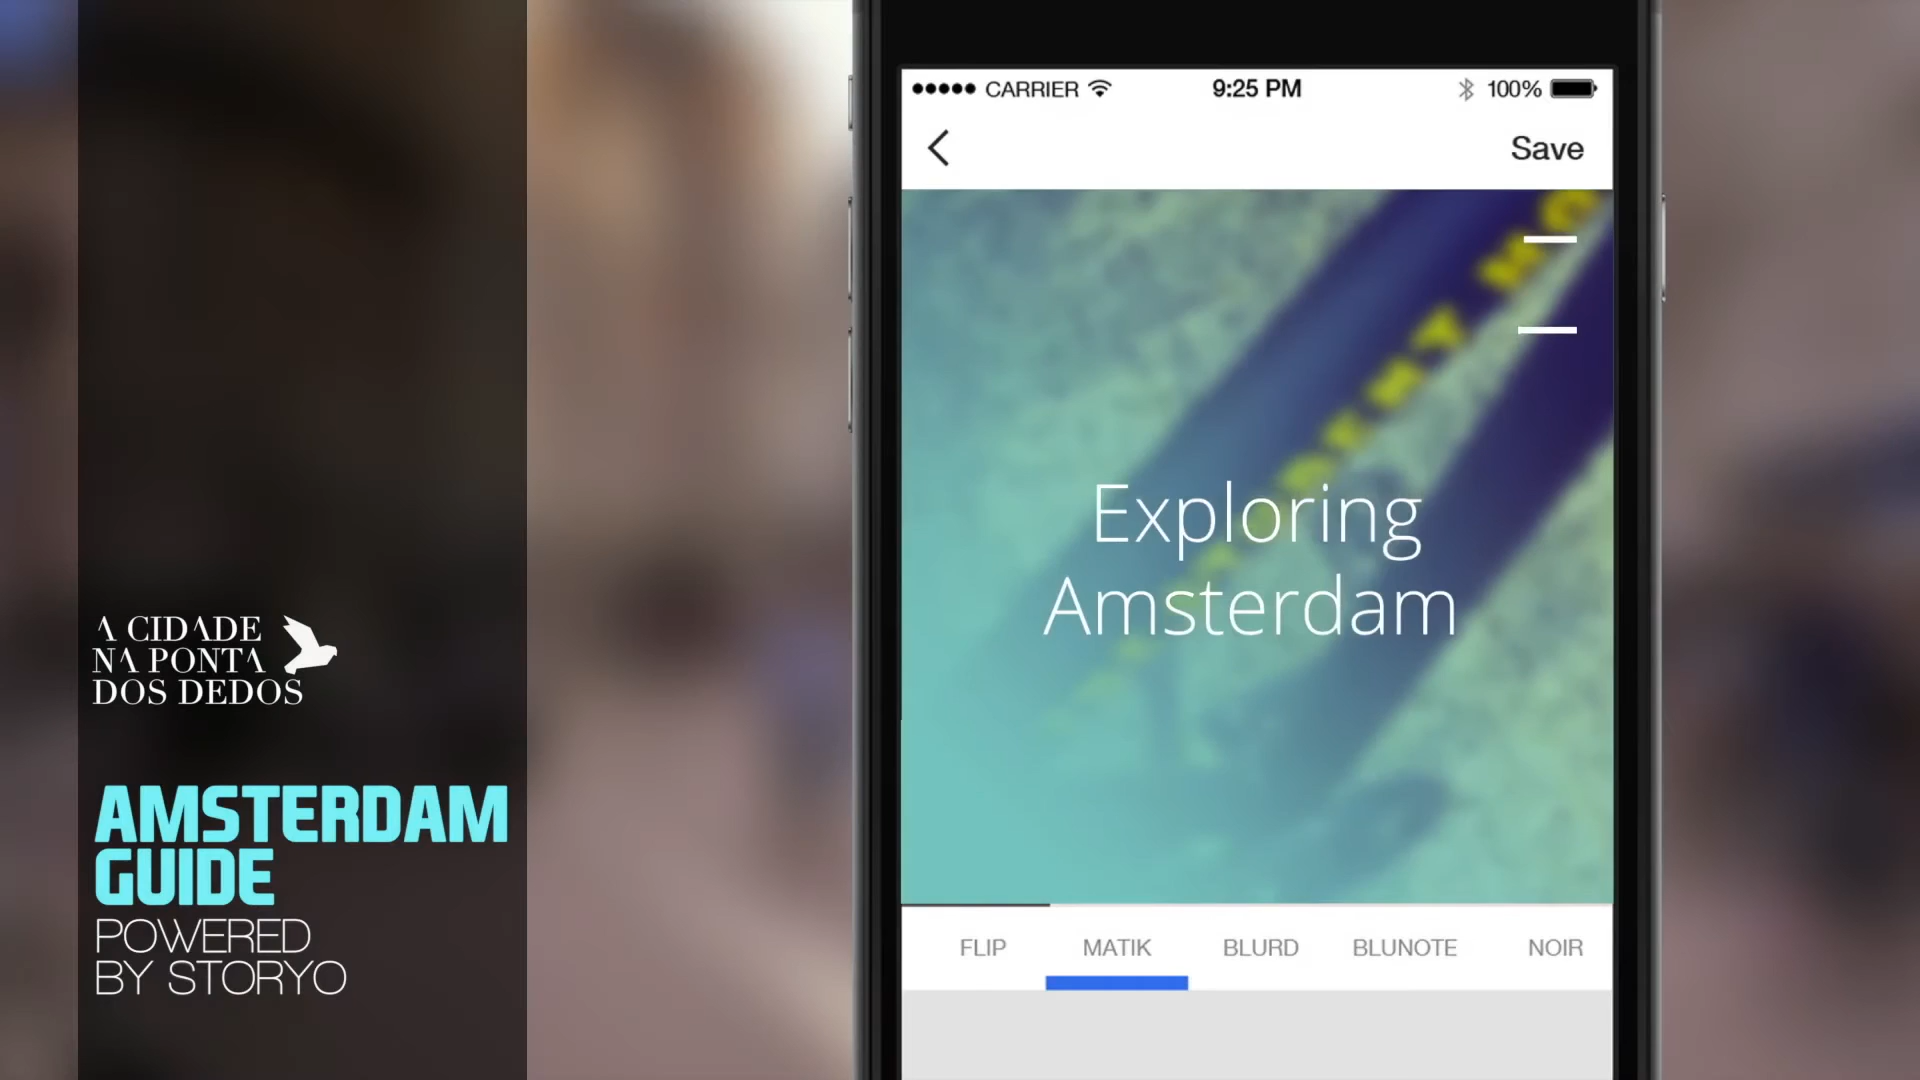 A CIDADE
NA PONTA
DOS DEDOS
AMSTERDAM
GUIDE
POWERED
BY STORYO
CARRIER
9:25 PM
100%
Save
Exploring
Amsterdam
FLIP MATIK BLURD BLUNOTE NOIR